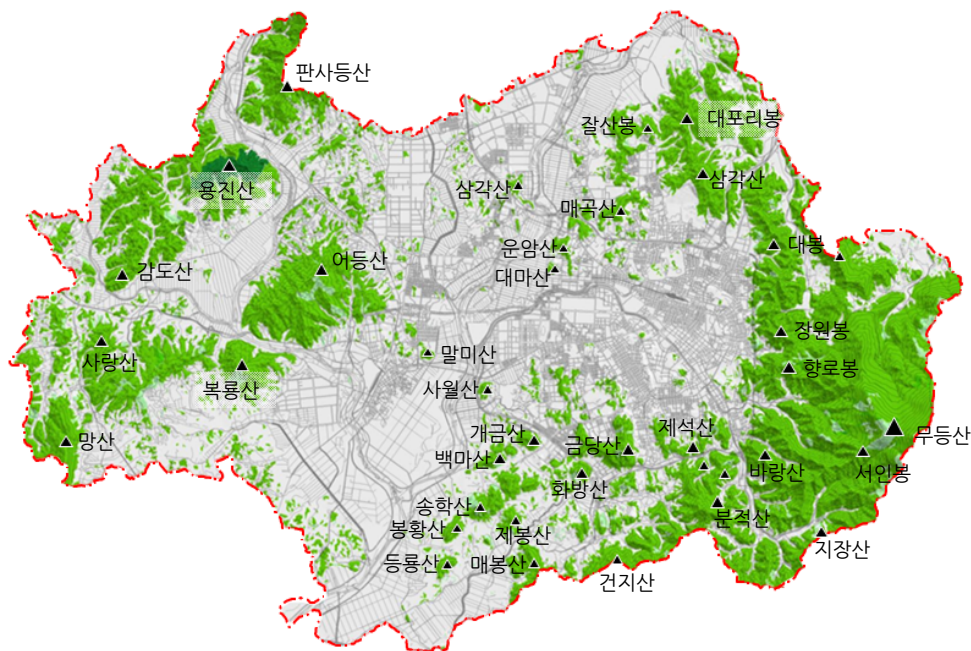 판사등산
잘산봉
대포리봉
용진산
삼각산
삼각산
매곡산
운암산
대봉
어등산
감도산
대마산
장원봉
말미산
사랑산
복룡산
향로봉
사월산
망산
개금산
금당산
제석산
무등산
백마산
화방산
바랑산
서인봉
송학산
봉황산
제봉산
분적산
지장산
등룡산
매봉산
건지산